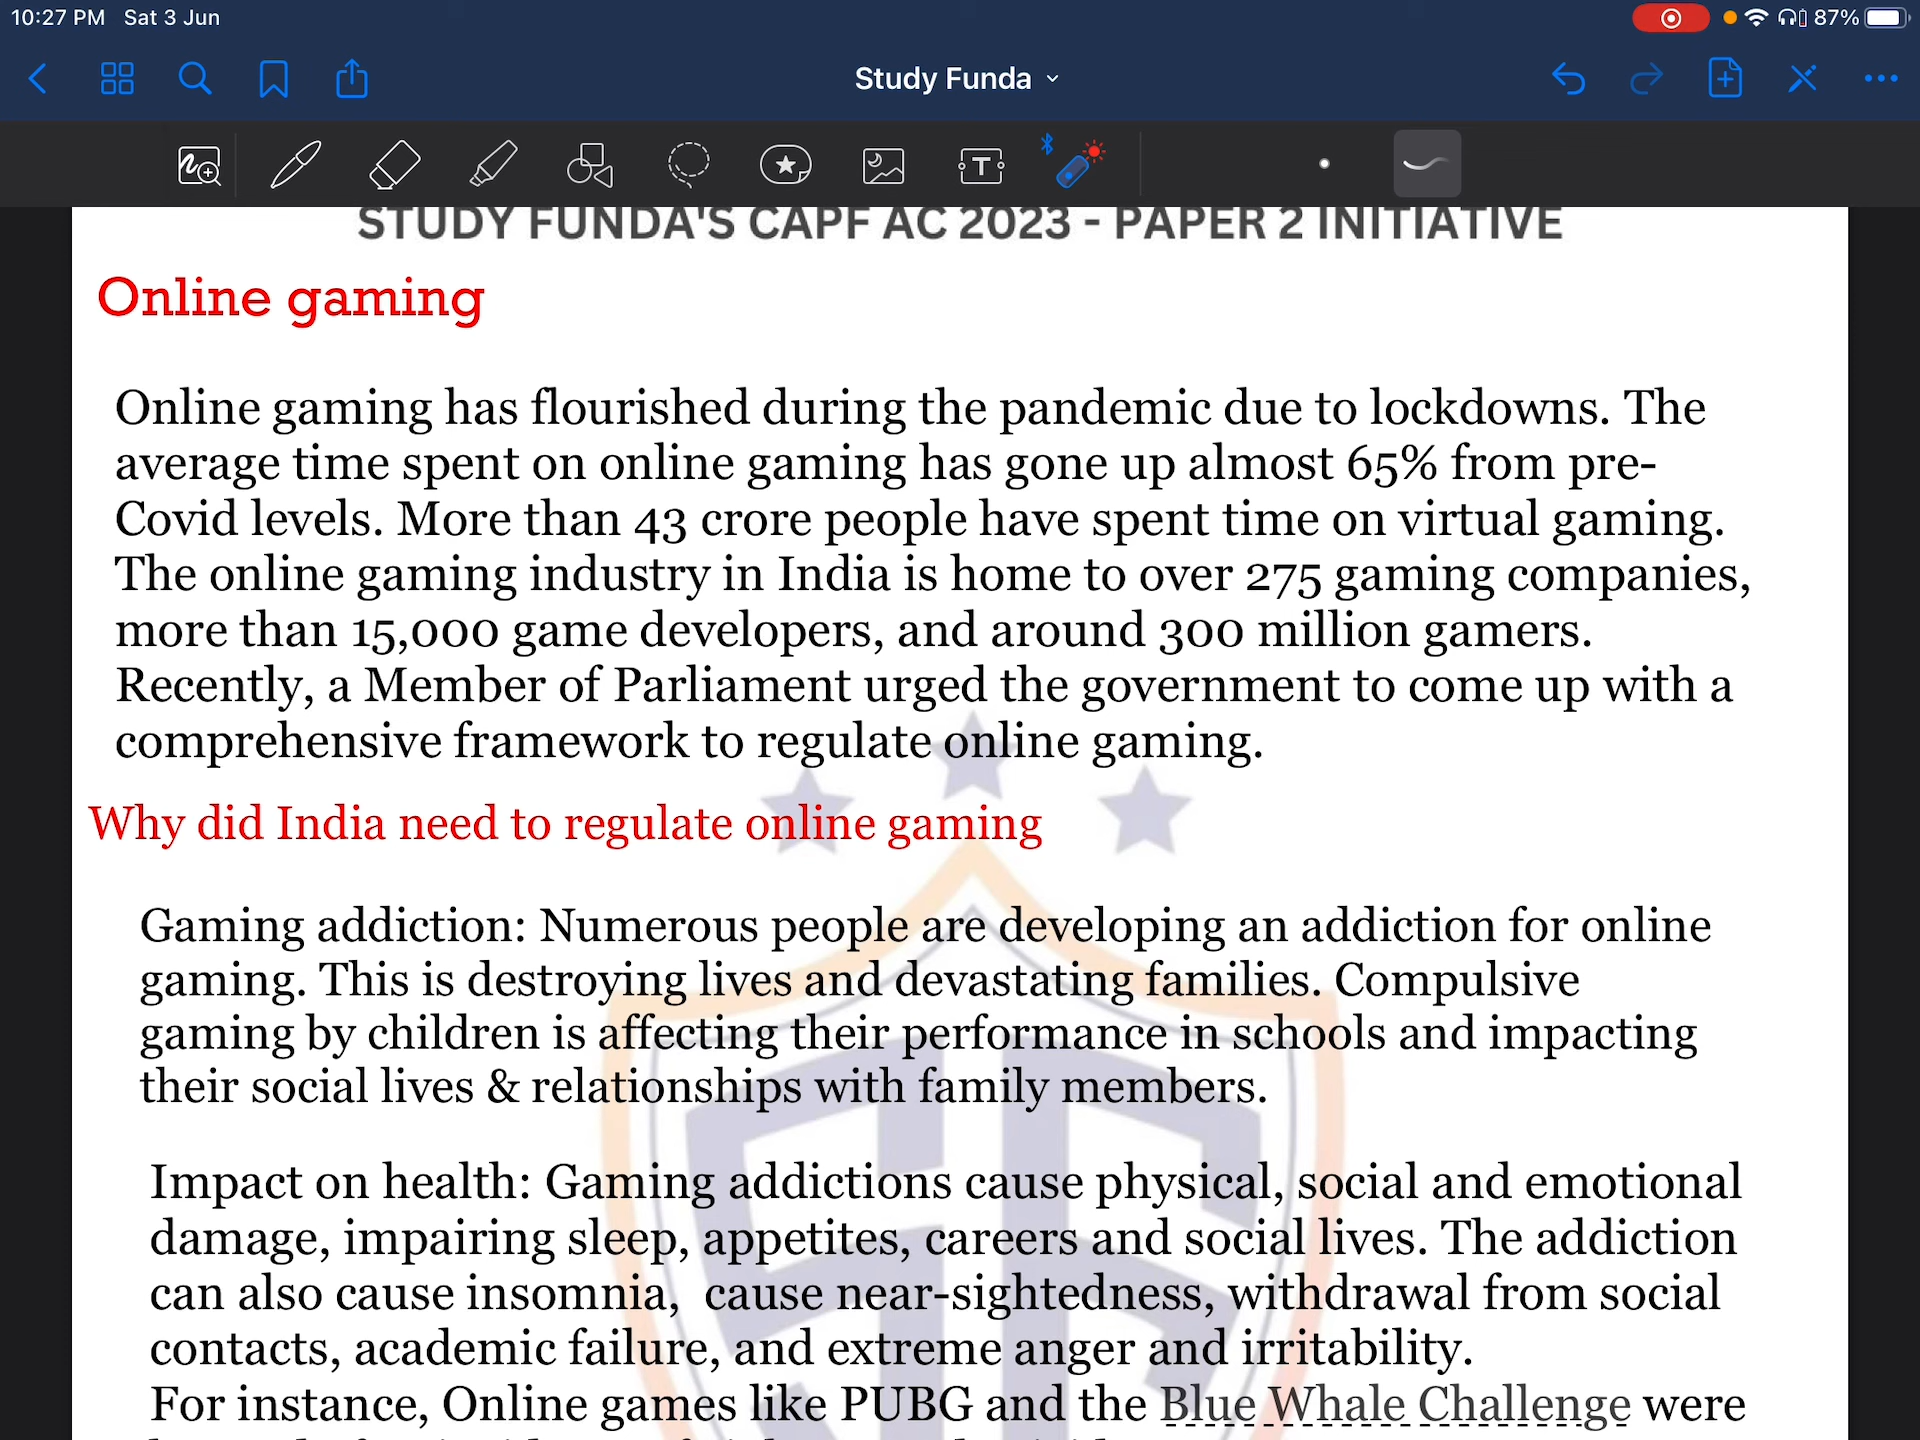 10:27 PM Sat 3 Jun
87%
Study Funda
T
STUDY FUNDA'S CAPF AC 2023 - PAPER 2 INITIATIVE
Online gaming
Online gaming has flourished during the pandemic due to lockdowns. The
average time spent on online gaming has gone up almost 65% from pre-
Covid levels. More than 43 crore people have spent time on virtual gaming.
The online gaming industry in India is home to over 275 gaming companies,
more than 15,000 game developers, and around 300 million gamers.
Recently, a Member of Parliament urged the government to come up with a
comprehensive framework to regulate online gaming.
Why did India need to regulate online gaming
Gaming addiction: Numerous people are developing an addiction for online
gaming. This is destroying lives and devastating families. Compulsive
gaming by children is affecting their performance in schools and impacting
their social lives & relationships with family members.
Impact on health: Gaming addictions cause physical, social and emotional
damage, impairing sleep, appetites, careers and social lives. The addiction
can also cause insomnia,  cause near-sightedness, withdrawal from social
contacts, academic failure, and extreme anger and irritability.
For instance, Online games like PUBG and the Blue Whale Challenge were